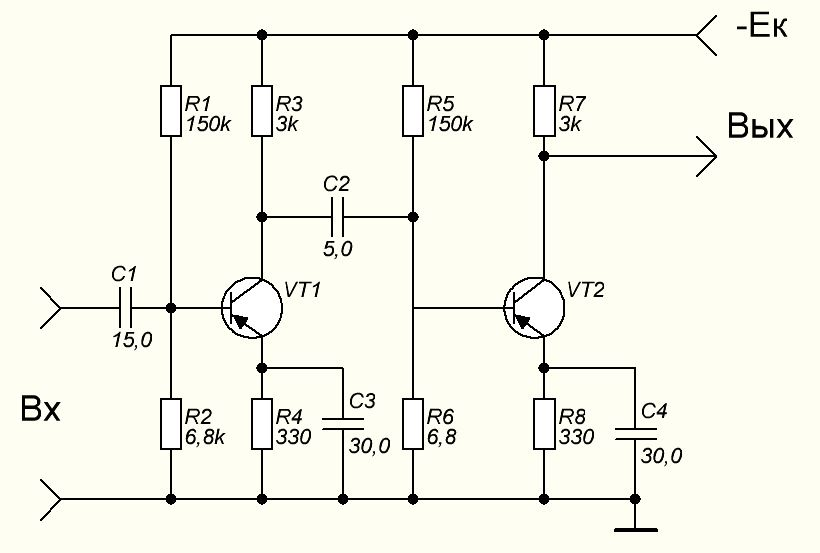 -Ек
R1
150k
R3
3k
R5
150k
R7
3k
Вых
C2
5,0
C1
15,0
VT1
VT2
Вх
R2
6,8k
R4
330
C3
30,0
R6
6,8
R8
330
C4
30,0